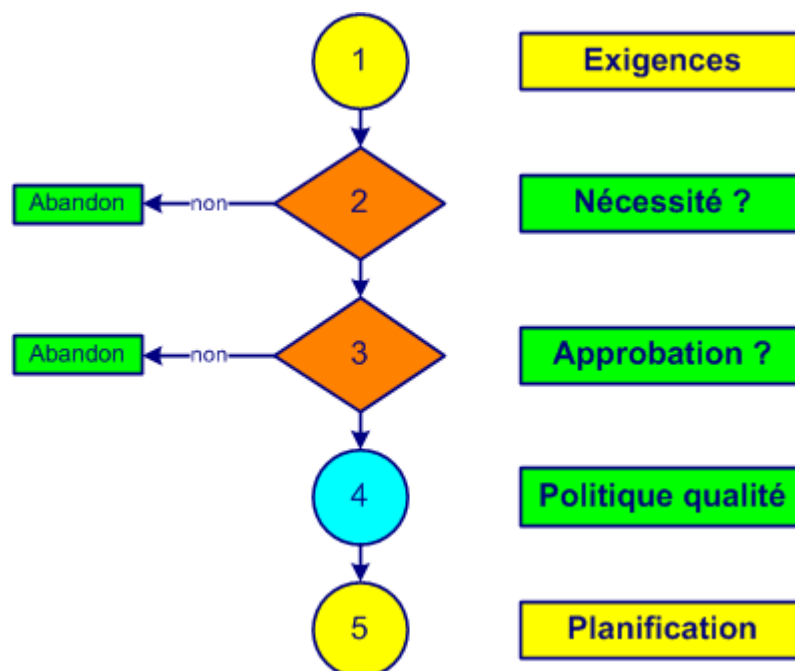 1
Exigences
Abandon
non
2
Nécessité ?
Abandon
non
3
Approbation ?
4
Politique qualité
5
Planification